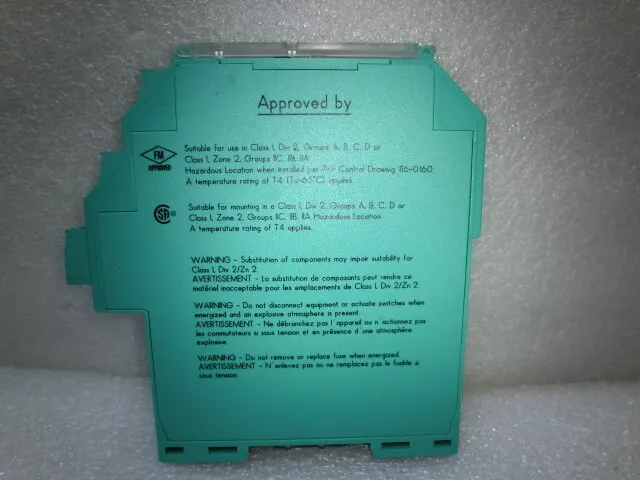 Approved by
FM
APPROVED
Suitable for use in Class I, Div 2, Groups A, B, C, D or
Class I, Zone 2, Groups IIC, IIB, IIA
Hazardous Location when installed per P+F Control Drawing 116-0160.
A temperature rating of T4 (Ta=65°C) applies.
SA ®
Suitable for mounting in a Class I, Div 2, Groups A, B, C, D or
Class I, Zone 2, Groups IIC, IIB, IIA Hazardous Location.
A temperature rating of T4 applies.
WARNING - Substitution of components may impair suitability for
Class I, Div 2/Zn 2.
AVERTISSEMENT - La substitution de composants peut rendre ce
matériel inacceptable pour les emplacements de Class I, Div 2/Zn 2.
WARNING - Do not disconnect equipment or actuate switches when
energized and an explosive atmosphere is present.
AVERTISSEMENT - Ne débranchez pas l'appareil ou n'actionnez pas
les commutateurs si sous tension et en présence d'une atmosphère
explosive.
WARNING - Do not remove or replace fuse when energized.
AVERTISSEMENT - N'enlevez pas ou ne remplacez pas le fusible si
sous tension.